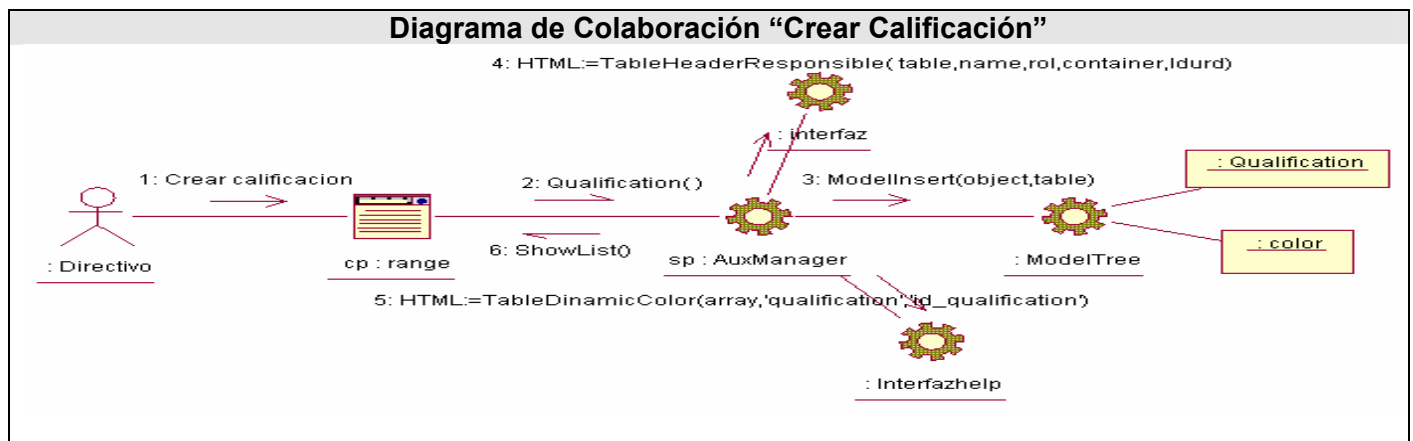 Diagrama de Colaboración “Crear Calificación”
4: HTML:=TableHeaderResponsible( table,name,rol,container,Idurd)
: interfaz
: Qualification
1: Crear calificacion
2: Qualification( )
3: ModelInsert(object,table)
6: ShowList()
: color
: Directivo
cp : range
sp : AuxManager
: ModelTree
5: HTML:=TableDinamicColor(array,'qualification','id_qualification')
: Interfazhelp